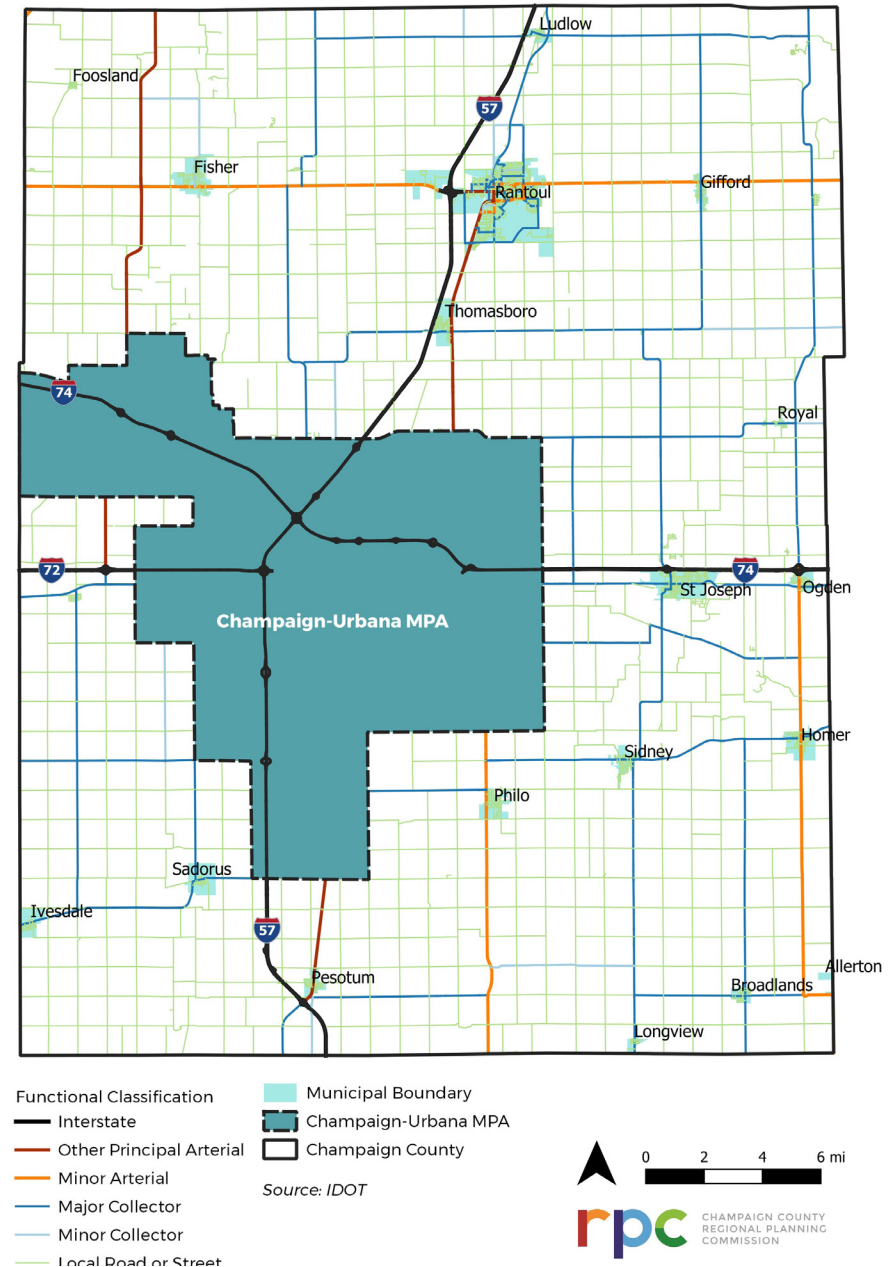 Ludlow
Foosland
57
Fisher
Rantoul
Gifford
Thomasboro
74
Royal
72
74
St Joseph
Ogden
Champaign-Urbana MPA
Homer
Sidney
Philo
Sadorus
Ivesdale
57
Pesotum
Allerton
Broadlands
Longview
Functional Classification
Interstate
Other Principal Arterial
Minor Arterial
Major Collector
Minor Collector
Local Road or Street
Municipal Boundary
Champaign-Urbana MPA
Champaign County
Source: IDOT
0 2 4 6 mi
rpc
CHAMPAIGN COUNTY
REGIONAL PLANNING
COMMISSION